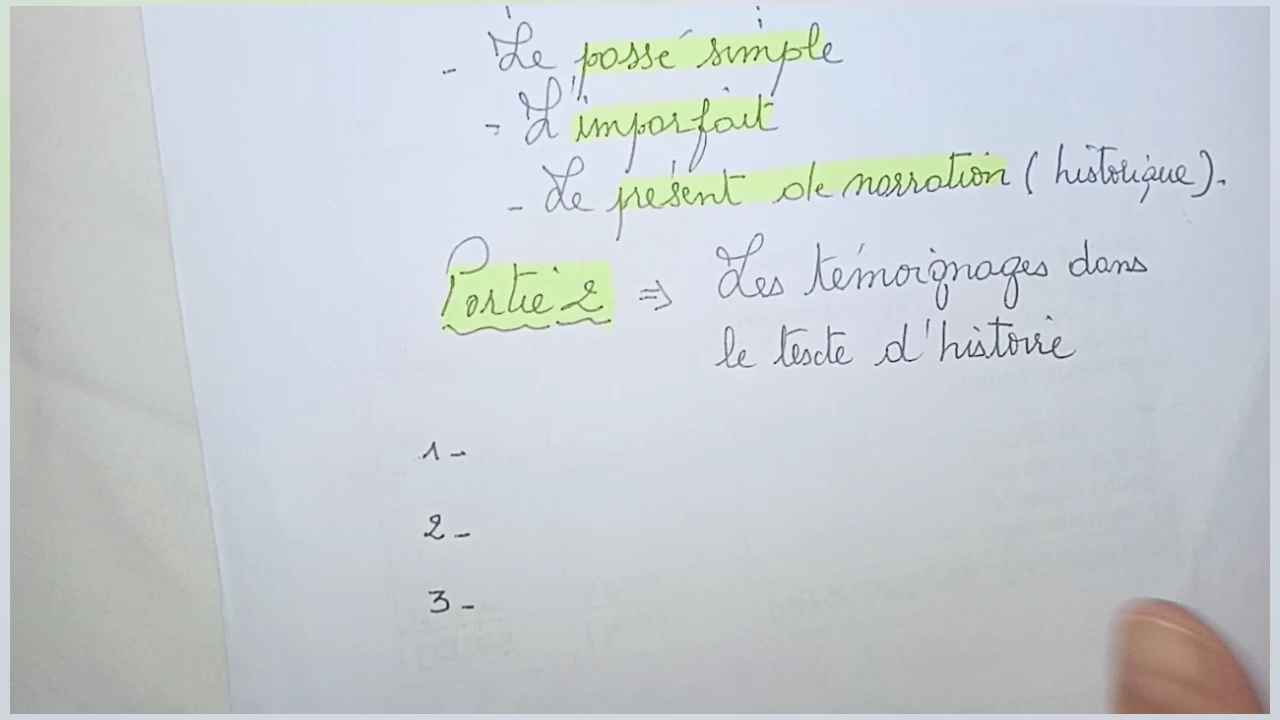 - Le passé simple
- L'imparfait
- Le présent de narration (historique).
Partie 2 ⇒ Les témoignages dans
le texte d'histoire
1-
2-
3-